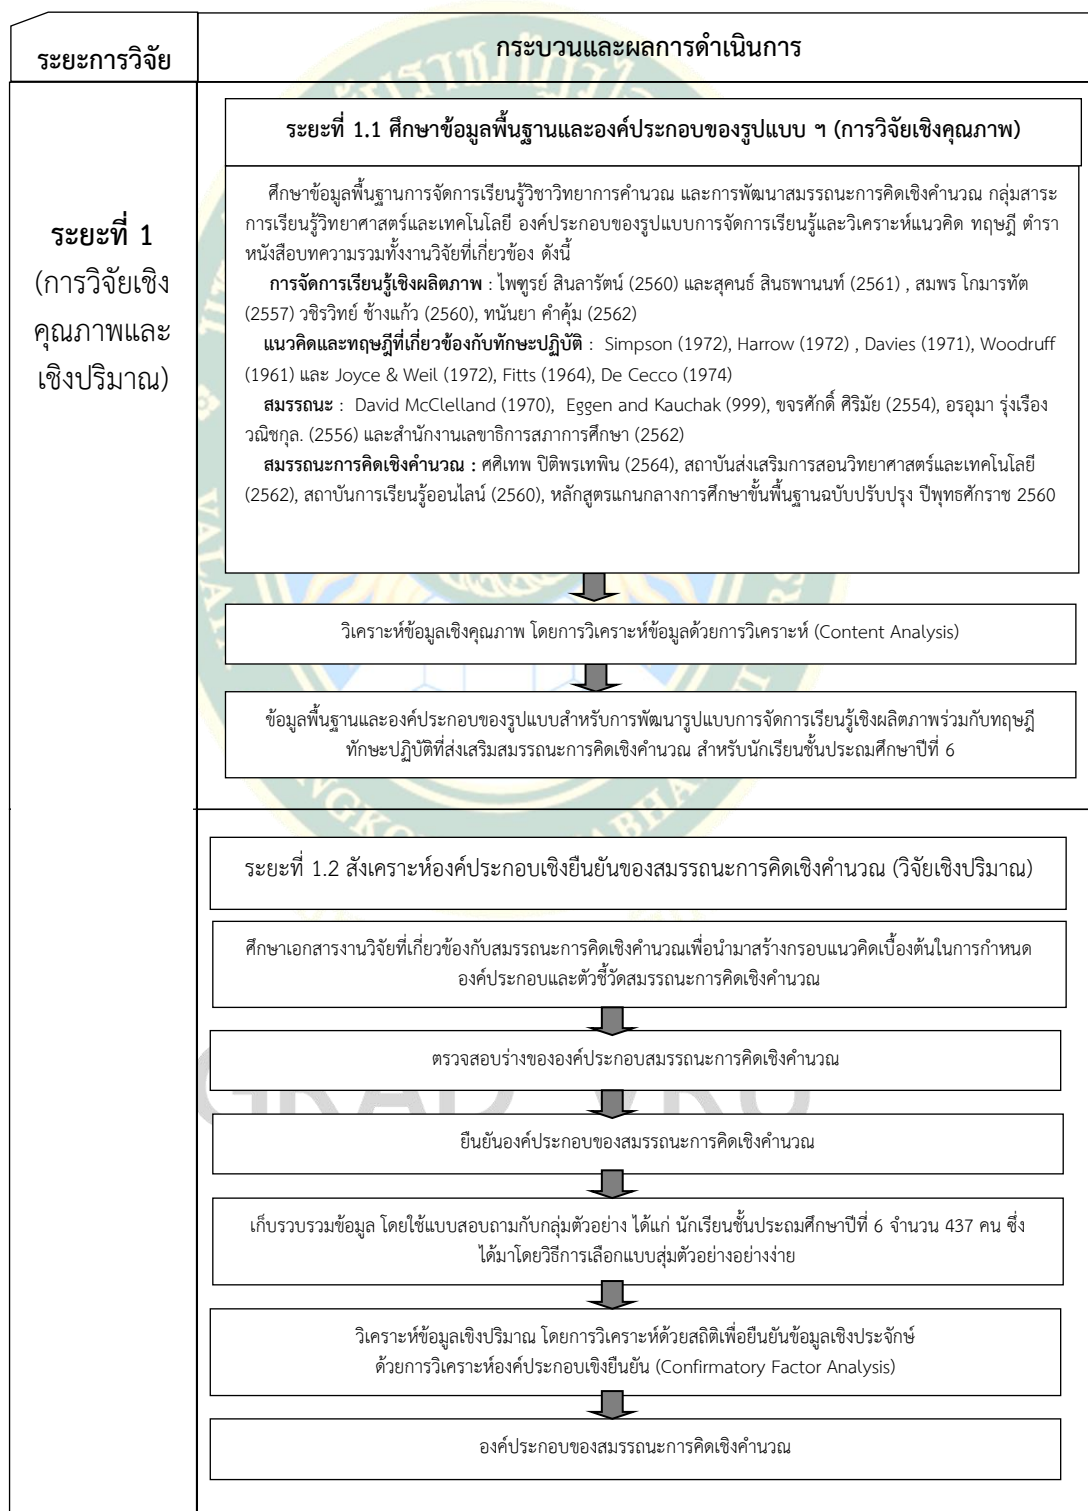 ระยะการวิจัย
กระบวนและผลการดำเนินการ
ระยะที่ 1
(การวิจัยเชิง
คุณภาพและ
เชิงปริมาณ)
ระยะที่ 1.1 ศึกษาข้อมูลพื้นฐานและองค์ประกอบของรูปแบบ ฯ (การวิจัยเชิงคุณภาพ)
ศึกษาข้อมูลพื้นฐานการจัดการเรียนรู้วิชาวิทยาการคำนวณ และการพัฒนาสมรรถนะการคิดเชิงคำนวณ กลุ่มสาระ
การเรียนรู้วิทยาศาสตร์และเทคโนโลยี องค์ประกอบของรูปแบบการจัดการเรียนรู้และวิเคราะห์แนวคิด ทฤษฎี ตำรา
หนังสือบทความรวมทั้งงานวิจัยที่เกี่ยวข้อง ดังนี้
การจัดการเรียนรู้เชิงผลิตภาพ : ไพฑูรย์ สินลารัตน์ (2560) และสุคนธ์ สินธพานนท์ (2561) , สมพร โกมารทัต
(2557) วชิรวิทย์ ช้างแก้ว (2560), ทนันยา คำคุ้ม (2562)
แนวคิดและทฤษฎีที่เกี่ยวข้องกับทักษะปฏิบัติ : Simpson (1972), Harrow (1972) , Davies (1971), Woodruff
(1961) และ Joyce & Weil (1972), Fitts (1964), De Cecco (1974)
สมรรถนะ : David McClelland (1970), Eggen and Kauchak (999), ขจรศักดิ์ ศิริมัย (2554), อรอุมา รุ่งเรือง
วณิชกุล. (2556) และสำนักงานเลขาธิการสภาการศึกษา (2562)
สมรรถนะการคิดเชิงคำนวณ : ศศิเทพ ปิติพรเทพิน (2564), สถาบันส่งเสริมการสอนวิทยาศาสตร์และเทคโนโลยี
(2562), สถาบันการเรียนรู้ออนไลน์ (2560), หลักสูตรแกนกลางการศึกษาขั้นพื้นฐานฉบับปรับปรุง ปีพุทธศักราช 2560
วิเคราะห์ข้อมูลเชิงคุณภาพ โดยการวิเคราะห์ข้อมูลด้วยการวิเคราะห์ (Content Analysis)
ข้อมูลพื้นฐานและองค์ประกอบของรูปแบบสำหรับการพัฒนารูปแบบการจัดการเรียนรู้เชิงผลิตภาพร่วมกับทฤษฎี
ทักษะปฏิบัติที่ส่งเสริมสมรรถนะการคิดเชิงคำนวณ สำหรับนักเรียนชั้นประถมศึกษาปีที่ 6
ระยะที่ 1.2 สังเคราะห์องค์ประกอบเชิงยืนยันของสมรรถนะการคิดเชิงคำนวณ (วิจัยเชิงปริมาณ)
ศึกษาเอกสารงานวิจัยที่เกี่ยวข้องกับสมรรถนะการคิดเชิงคำนวณเพื่อนำมาสร้างกรอบแนวคิดเบื้องต้นในการกำหนด
องค์ประกอบและตัวชี้วัดสมรรถนะการคิดเชิงคำนวณ
ตรวจสอบร่างขององค์ประกอบสมรรถนะการคิดเชิงคำนวณ
GRAD VRU
ยืนยันองค์ประกอบของสมรรถนะการคิดเชิงคำนวณ
เก็บรวบรวมข้อมูล โดยใช้แบบสอบถามกับกลุ่มตัวอย่าง ได้แก่ นักเรียนชั้นประถมศึกษาปีที่ 6 จำนวน 437 คน ซึ่ง
ได้มาโดยวิธีการเลือกแบบสุ่มตัวอย่างอย่างง่าย
วิเคราะห์ข้อมูลเชิงปริมาณ โดยการวิเคราะห์ด้วยสถิติเพื่อยืนยันข้อมูลเชิงประจักษ์
ด้วยการวิเคราะห์องค์ประกอบเชิงยืนยัน (Confirmatory Factor Analysis)
องค์ประกอบของสมรรถนะการคิดเชิงคำนวณ